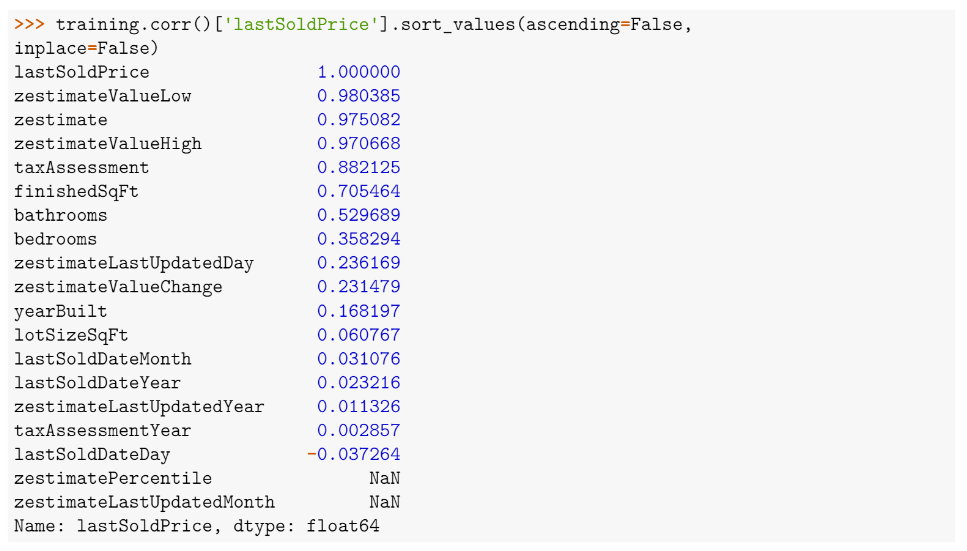 >>> training.corr()['lastSoldPrice'].sort_values(ascending=False,
inplace=False)
lastSoldPrice 1.000000
zestimateValueLow 0.980385
zestimate 0.975082
zestimateValueHigh 0.970668
taxAssessment 0.882125
finishedSqFt 0.705464
bathrooms 0.529689
bedrooms 0.358294
zestimateLastUpdatedDay 0.236169
zestimateValueChange 0.231479
yearBuilt 0.168197
lotSizeSqFt 0.060767
lastSoldDateMonth 0.031076
lastSoldDateYear 0.023216
zestimateLastUpdatedYear 0.011326
taxAssessmentYear 0.002857
lastSoldDateDay -0.037264
zestimatePercentile NaN
zestimateLastUpdatedMonth NaN
Name: lastSoldPrice, dtype: float64